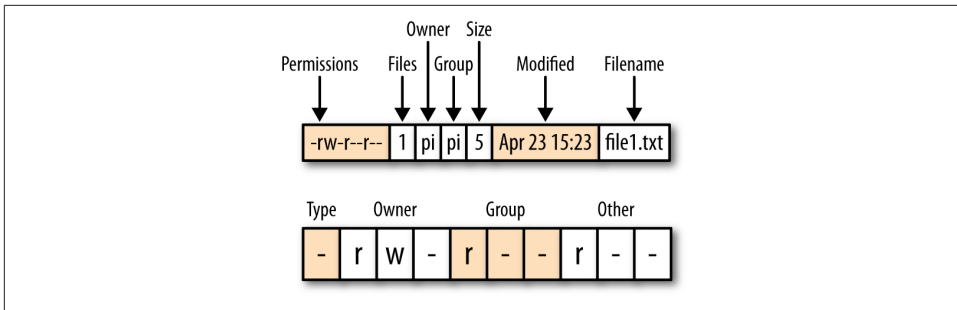 Owner Size
Permissions Files Group Modified Filename
-rw-r--r-- 1 pi pi 5 Apr 23 15:23 file1.txt
Type Owner Group Other
- r w - r - - r - -